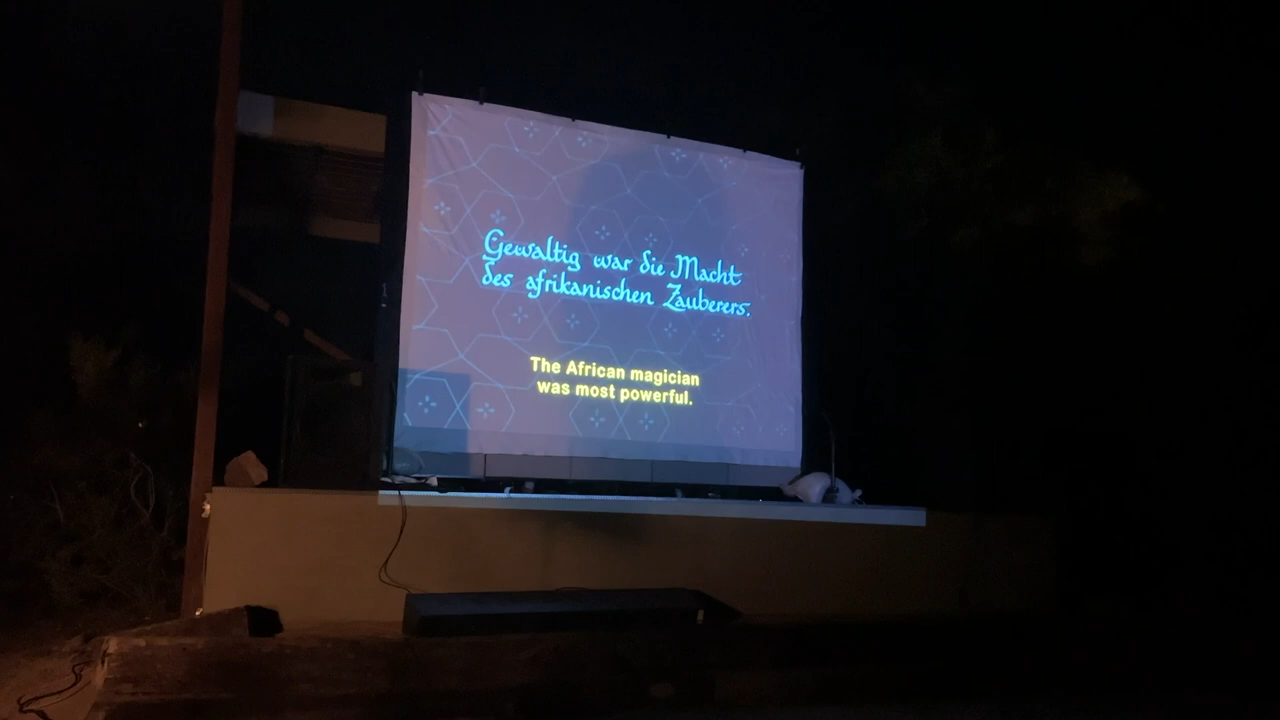 Gewaltig war die Macht
des afrikanischen Zauberers.
The African magician
was most powerful.